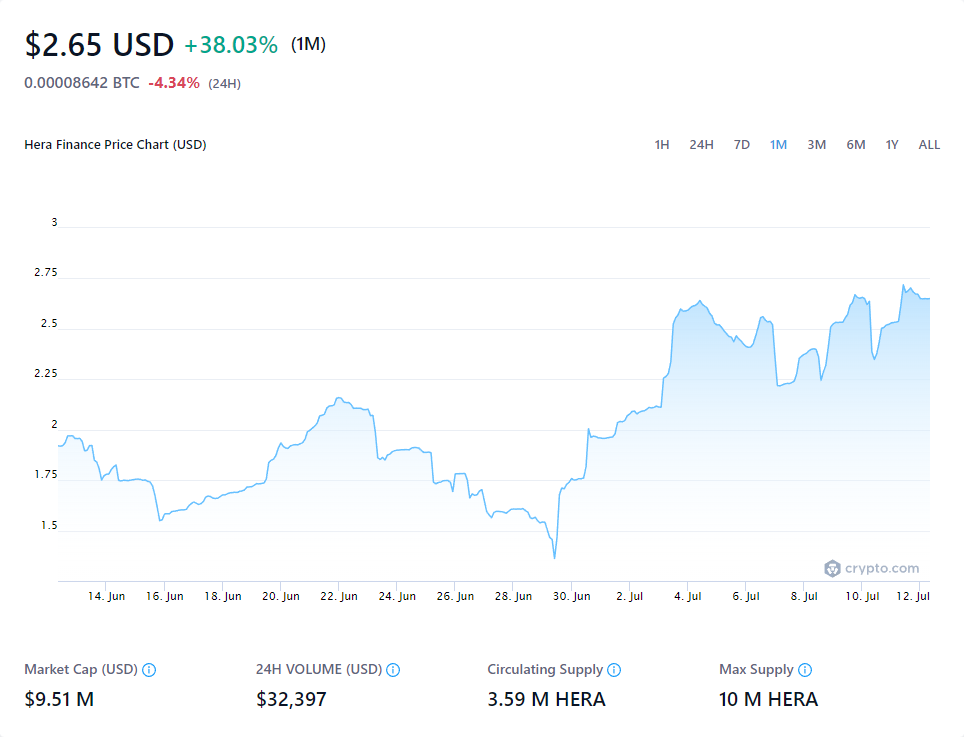 $2.65 USD +38.03% (1M)
0.00008642 BTC -4.34% (24H)
Hera Finance Price Chart (USD)
1H 24H 7D 1M 3M 6M 1Y ALL
3
2.75
2.5
2.25
2
1.75
1.5
crypto.com
14. Jun 16. Jun 18. Jun 20. Jun 22. Jun 24. Jun 26. Jun 28. Jun 30. Jun 2. Jul 4. Jul 6. Jul 8. Jul 10. Jul 12. Jul
Market Cap (USD) 24H VOLUME (USD) Circulating Supply Max Supply
$9.51 M $32,397 3.59 M HERA 10 M HERA